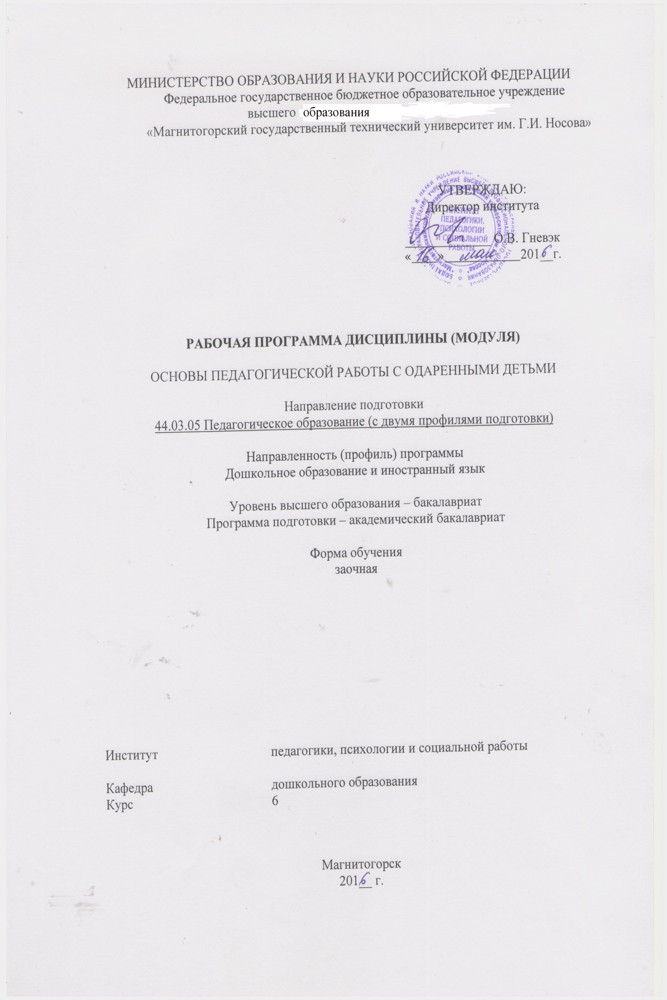 МИНИСТЕРСТВО ОБРАЗОВАНИЯ И НАУКИ РОССИЙСКОЙ ФЕДЕРАЦИИ
Федеральное государственное бюджетное образовательное учреждение
высшего образования
«Магнитогорский государственный технический университет им. Г.И. Носова»
УТВЕРЖДАЮ:
Директор института
ИНСТИТУТ
ПЕДАГОГИКИ,
ПСИХОЛОГИИ
И СОЦИАЛЬНОЙ
РАБОТЫ
О.В. Гневэк
«16» мая 2016 г.
РАБОЧАЯ ПРОГРАММА ДИСЦИПЛИНЫ (МОДУЛЯ)
ОСНОВЫ ПЕДАГОГИЧЕСКОЙ РАБОТЫ С ОДАРЕННЫМИ ДЕТЬМИ
Направление подготовки
44.03.05 Педагогическое образование (с двумя профилями подготовки)
Направленность (профиль) программы
Дошкольное образование и иностранный язык
Уровень высшего образования – бакалавриат
Программа подготовки – академический бакалавриат
Форма обучения
заочная
Институт педагогики, психологии и социальной работы
Кафедра дошкольного образования
Курс 6
Магнитогорск
2016 г.